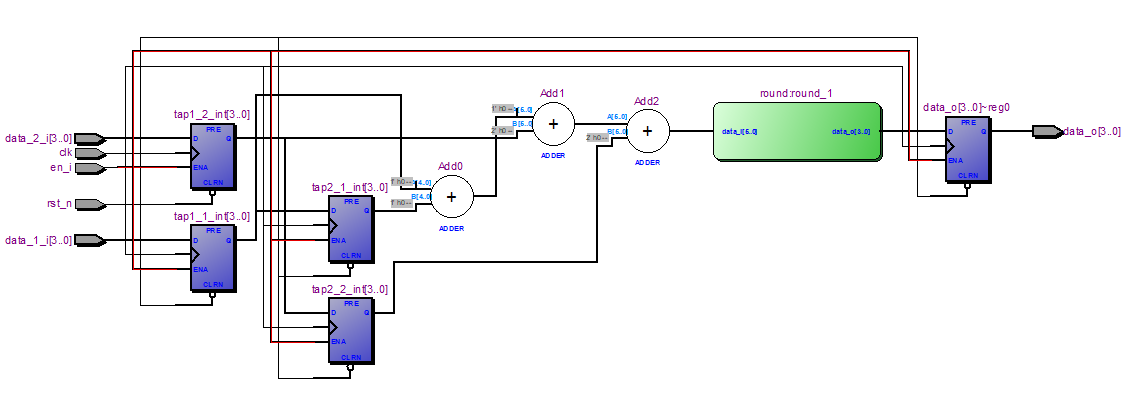 round:round_1
data_o[3..0]~reg0
Add1
Add2
tap1_2_int[3..0]
PRE
D
Q
ENA
CLRN
data_2_i[3..0]
clk
en_i
rst_n
1' h0--
A[5..0]
B[5..0]
2' h0--
ADDER
A[6..0]
B[6..0]
2' h0--
ADDER
data_i[6..0]
data_o[3..0]
PRE
D
Q
ENA
CLRN
data_o[3..0]
Add0
1' h0--
A[4..0]
B[4..0]
1' h0--
ADDER
tap2_1_int[3..0]
PRE
D
Q
ENA
CLRN
tap1_1_int[3..0]
PRE
D
Q
ENA
CLRN
data_1_i[3..0]
tap2_2_int[3..0]
PRE
D
Q
ENA
CLRN